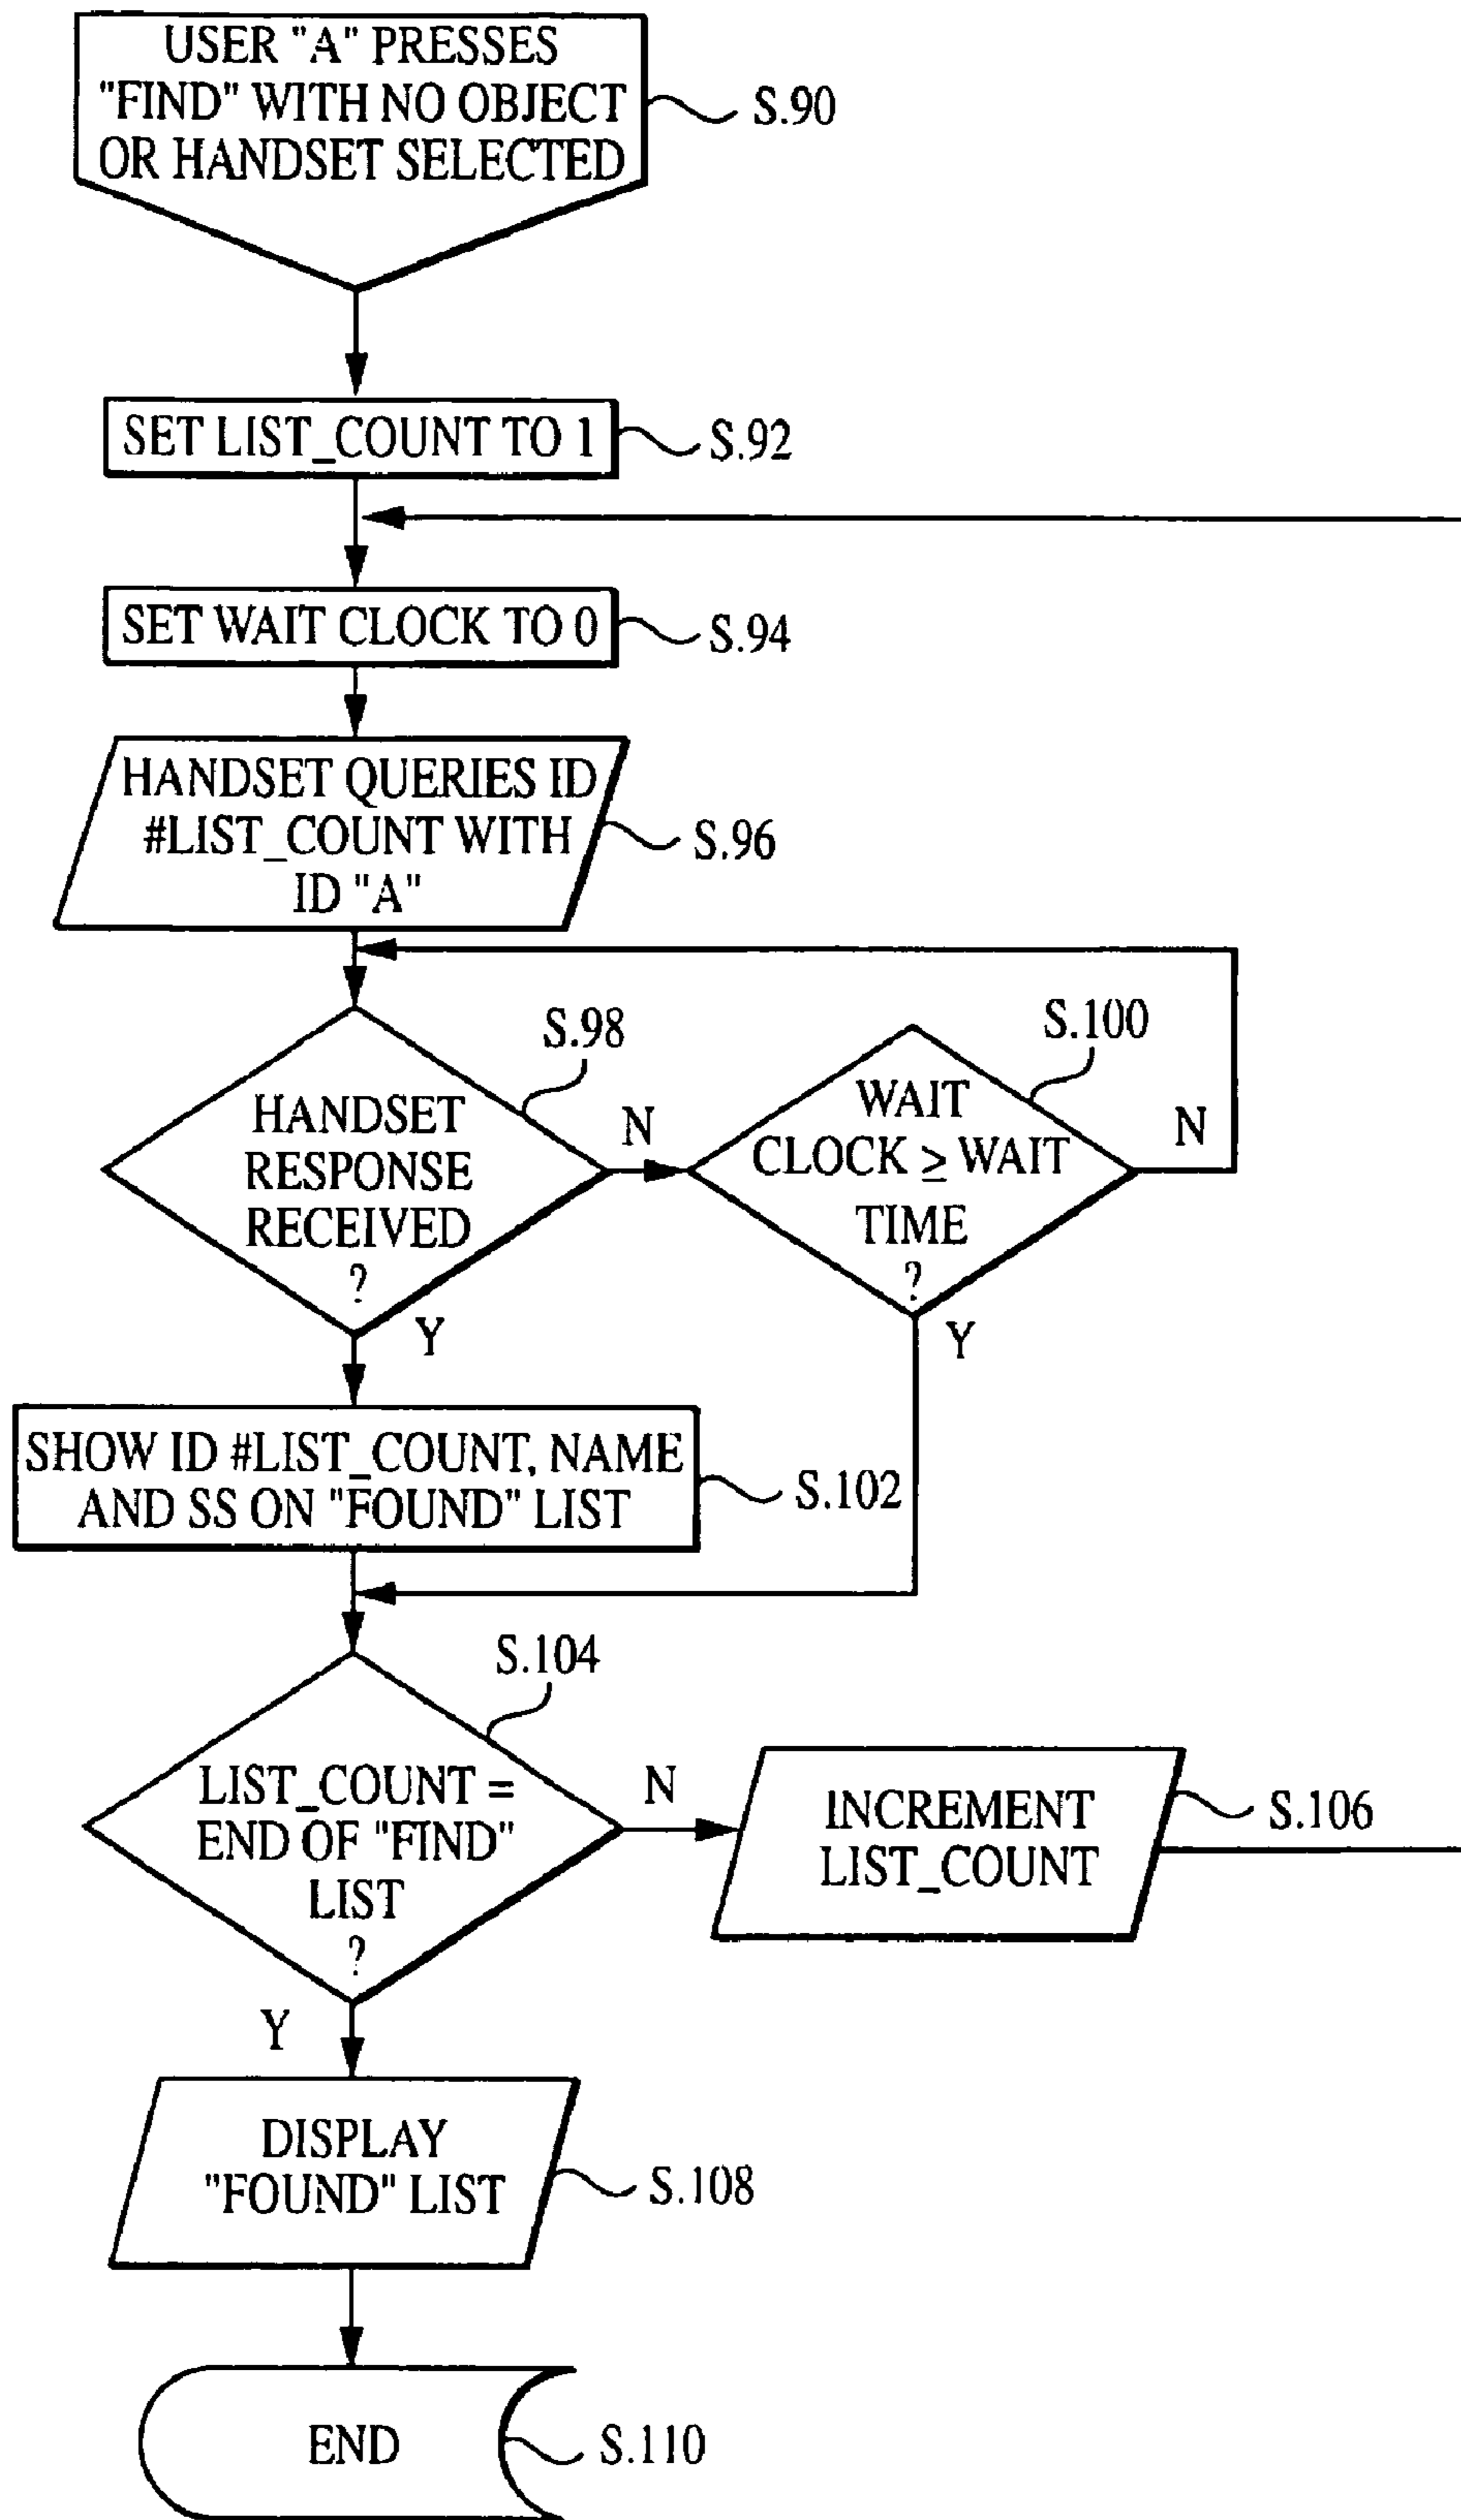 USER "A" PRESSES
"FIND" WITH NO OBJECT
OR HANDSET SELECTED
S.90
SET LIST_COUNT TO 1
S.92
SET WAIT CLOCK TO 0
S.94
HANDSET QUERIES ID
#LIST_COUNT WITH
ID "A"
S.96
S.98
HANDSET
RESPONSE
RECEIVED
?
N
Y
S.100
WAIT
CLOCK ≥ WAIT
TIME
?
N
Y
SHOW ID #LIST_COUNT, NAME
AND SS ON "FOUND" LIST
S.102
S.104
LIST_COUNT =
END OF "FIND"
LIST
?
N
Y
INCREMENT
LIST_COUNT
S.106
DISPLAY
"FOUND" LIST
S.108
END
S.110